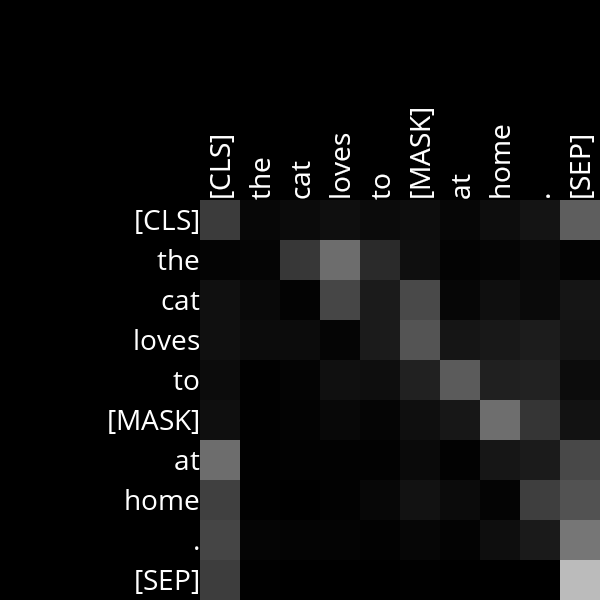 [CLS] the cat loves to [MASK] at home . [SEP]
[CLS]
the
cat
loves
to
[MASK]
at
home
.
[SEP]